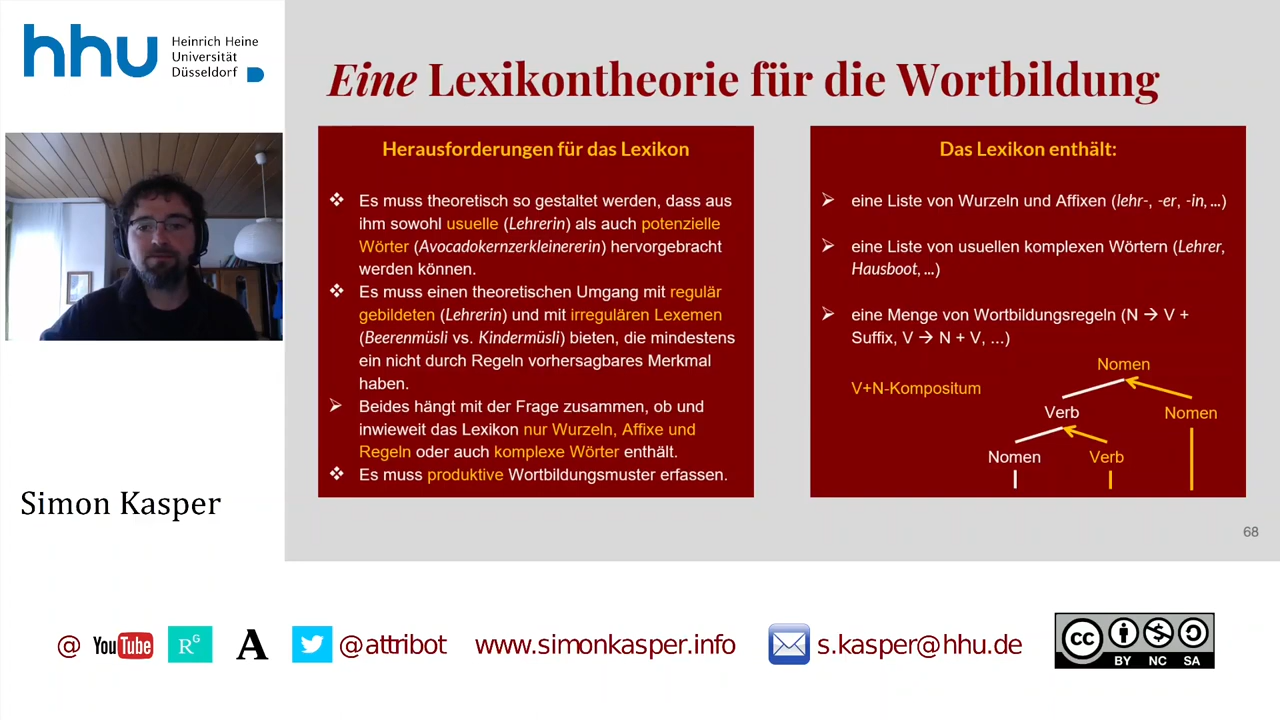 hhu
Heinrich Heine
Universität
Düsseldorf
Eine Lexikontheorie für die Wortbildung
Herausforderungen für das Lexikon
❖ Es muss theoretisch so gestaltet werden, dass aus
ihm sowohl usuelle (Lehrerin) als auch potenzielle
Wörter (Avocadokernzerkleinererin) hervorgebracht
werden können.
❖ Es muss einen theoretischen Umgang mit regulär
gebildeten (Lehrerin) und mit irregulären Lexemen
(Beerenmüsli vs. Kindermüsli) bieten, die mindestens
ein nicht durch Regeln vorhersagbares Merkmal
haben.
➢ Beides hängt mit der Frage zusammen, ob und
inwieweit das Lexikon nur Wurzeln, Affixe und
Regeln oder auch komplexe Wörter enthält.
❖ Es muss produktive Wortbildungsmuster erfassen.
Das Lexikon enthält:
➢ eine Liste von Wurzeln und Affixen (lehr-, -er, -in, ...)
➢ eine Liste von usuellen komplexen Wörtern (Lehrer,
Hausboot, ...)
➢ eine Menge von Wortbildungsregeln (N → V +
Suffix, V → N + V, ...)
Nomen
V+N-Kompositum
Verb Nomen
Nomen Verb
68
Simon Kasper
@ YouTube RG A @attribot www.simonkasper.info s.kasper@hhu.de
cc
BY NC SA